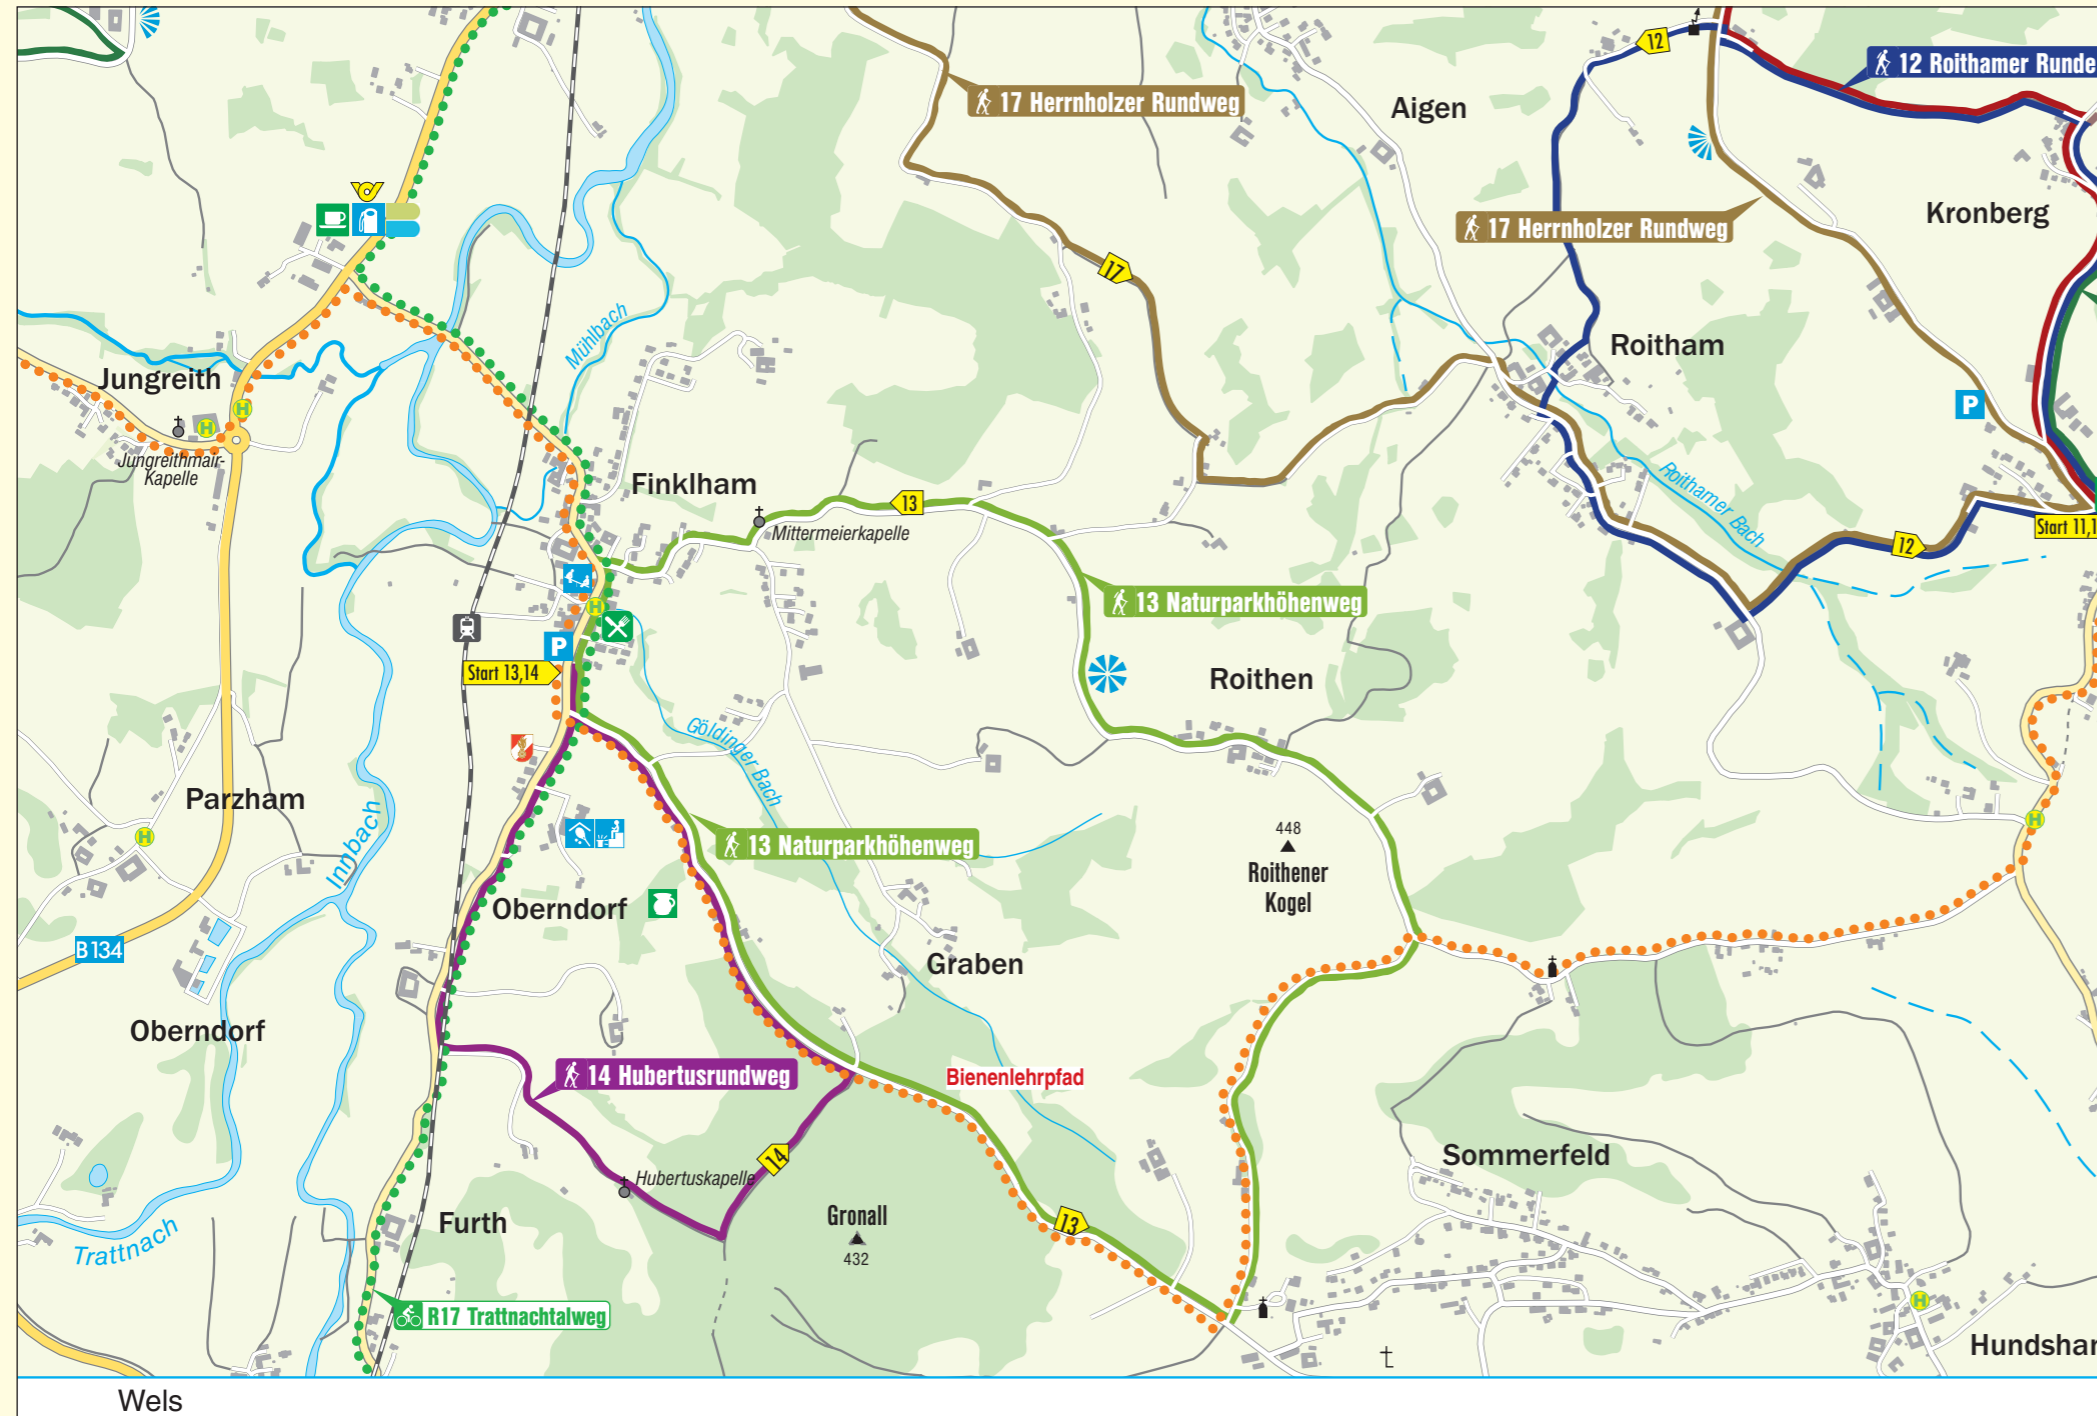 12
12 Roithamer Runde
17 Herrnholzer Rundweg
Aigen
Kronberg
17 Herrnholzer Rundweg
17
Mühlbach
Roitham
Jungreith
H
H
P
Jungreithmair-
Kapelle
Finklham
13
Mittermeierkapelle
Roithamer Bach
Start 11,1
12
13 Naturparkhöhenweg
H
P
Start 13,14
Roithen
Göldinger Bach
Parzham
H
Innbach
13 Naturparkhöhenweg
448
Roithener
Kogel
H
Oberndorf
B 134
Graben
Oberndorf
14 Hubertusrundweg
Bienenlehrpfad
14
Hubertuskapelle
Sommerfeld
Furth
Gronall
432
13
Trattnach
R17 Trattnachtalweg
H
Hundshar
Wels